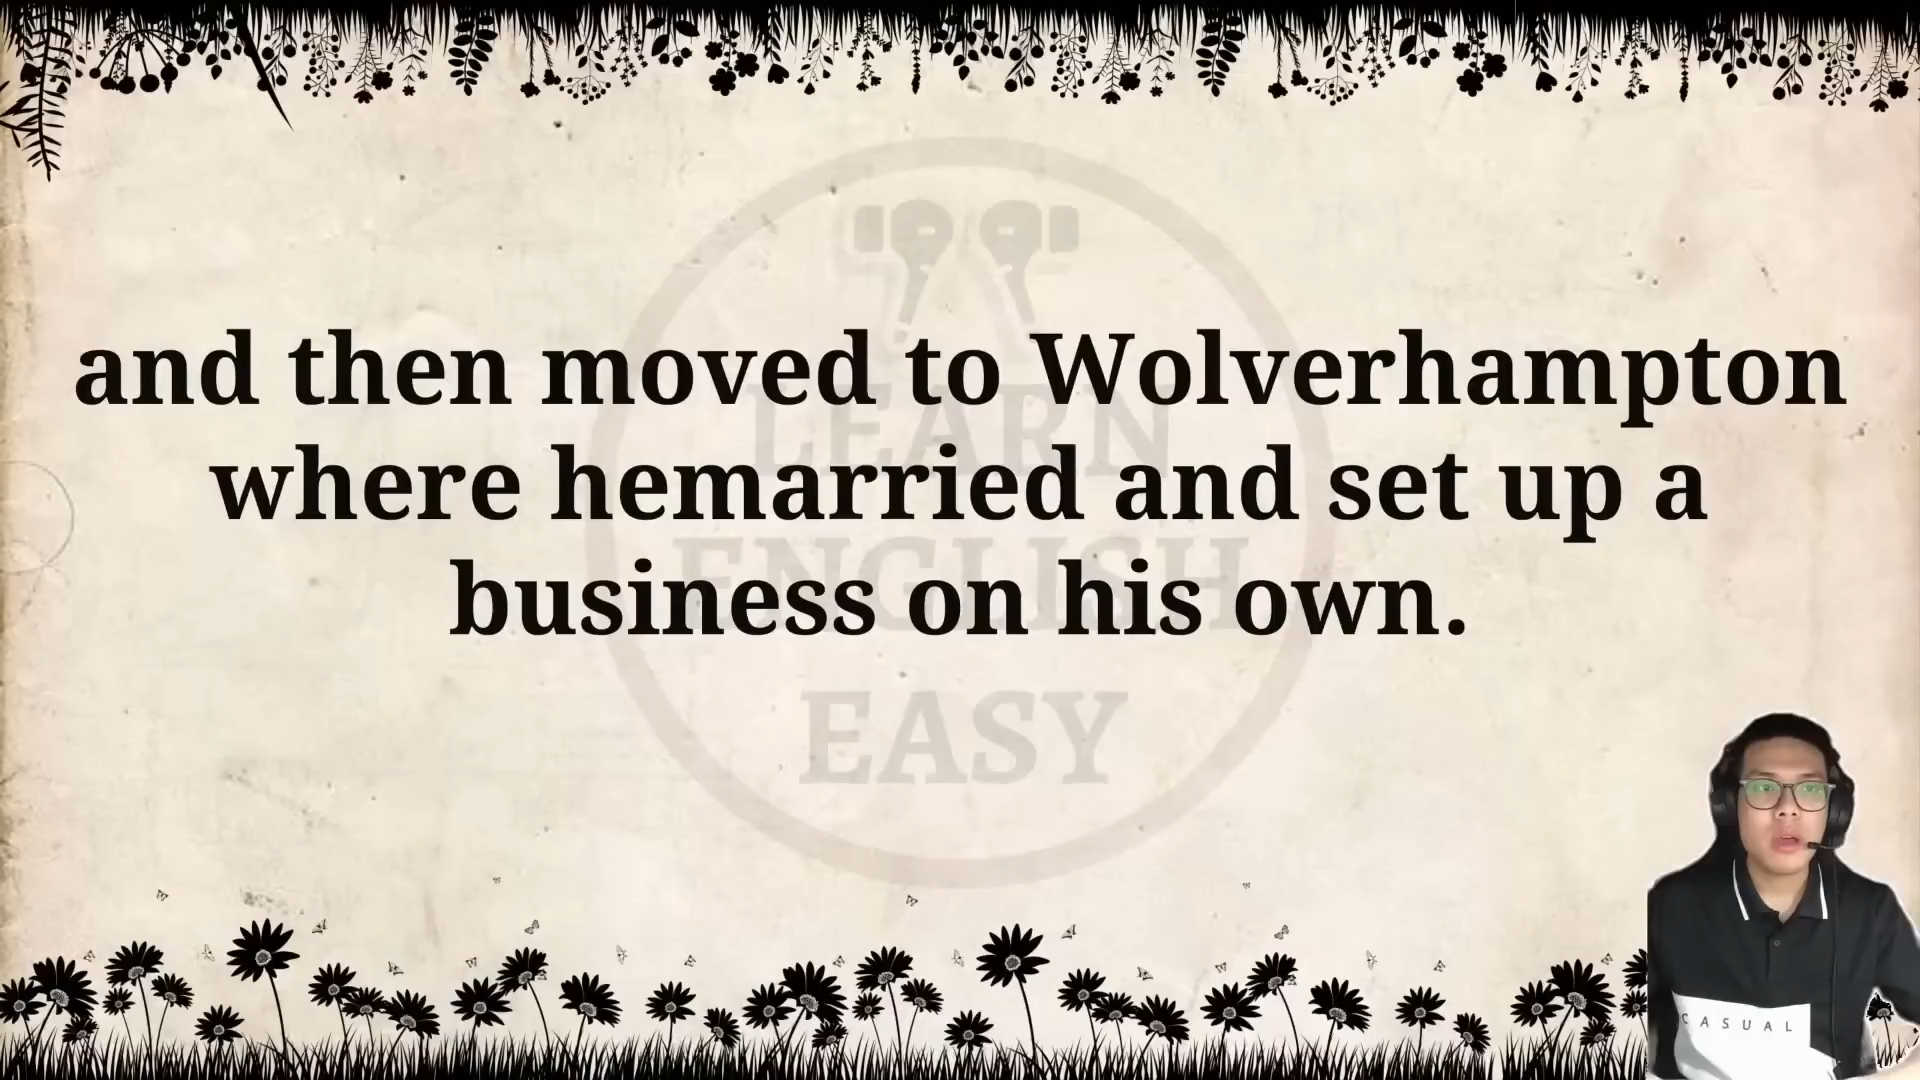 and then moved to Wolverhampton
where hemarried and set up a
business on his own.
LEARN
ENGLISH
EASY
CASUAL